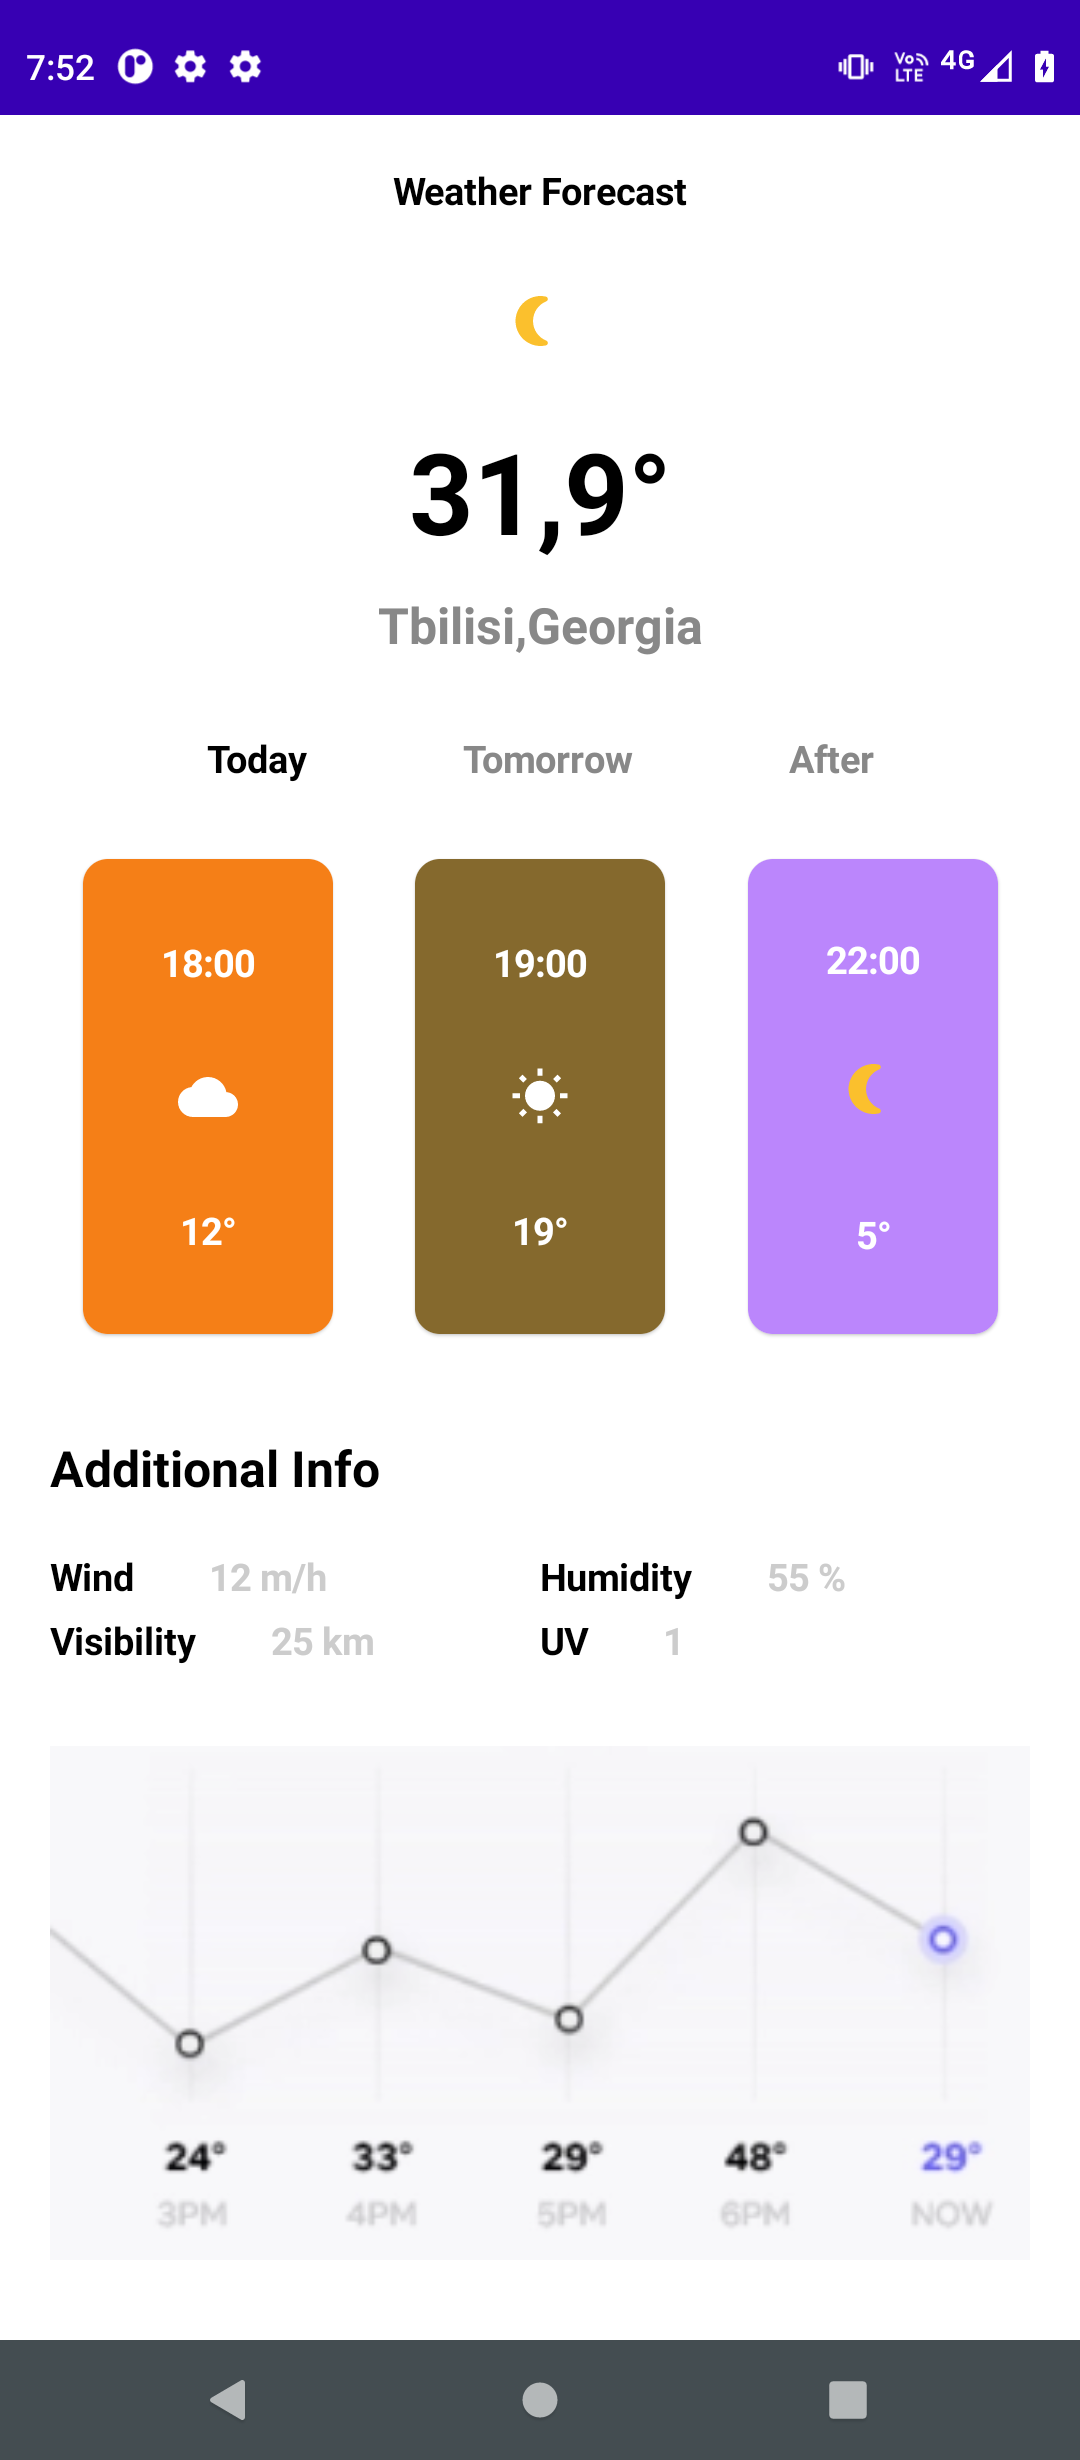 7:52 Vo LTE 4G
Weather Forecast
31,9°
Tbilisi,Georgia
Today Tomorrow After
18:00 19:00 22:00
12° 19° 5°
Additional Info
Wind 12 m/h Humidity 55 %
Visibility 25 km UV 1
24° 33° 29° 48° 29°
3PM 4PM 5PM 6PM NOW